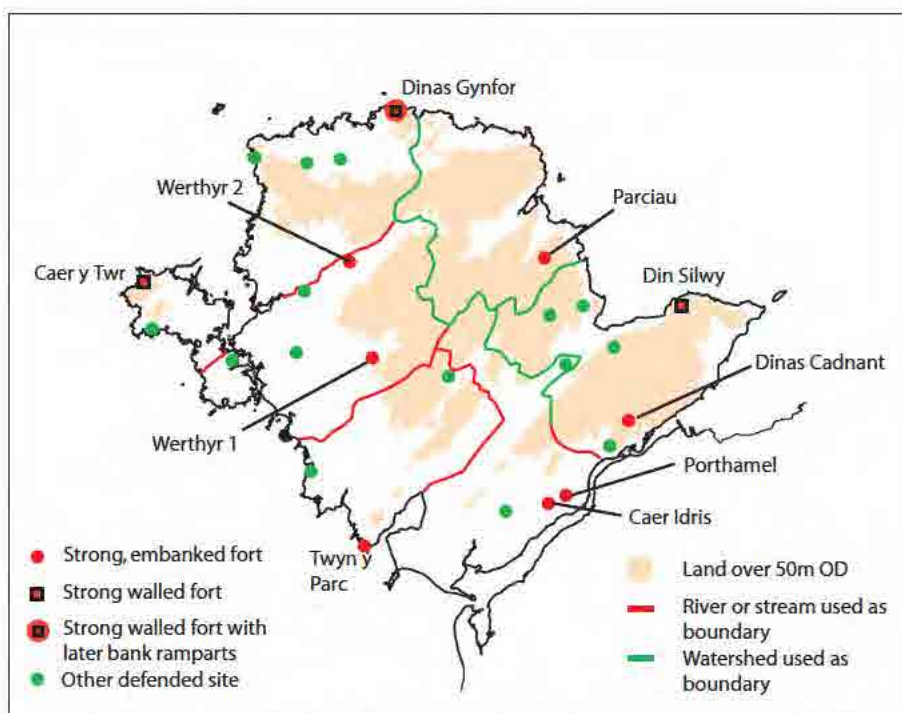 Dinas Gynfor
Werthyr 2
Parciau
Caer y Twr
Din Silwy
Dinas Cadnant
Werthyr 1
Porthamel
Caer Idris
Twyn y
Parc
Strong, embanked fort
Strong walled fort
Strong walled fort with
later bank ramparts
Other defended site
Land over 50m OD
River or stream used as
boundary
Watershed used as
boundary